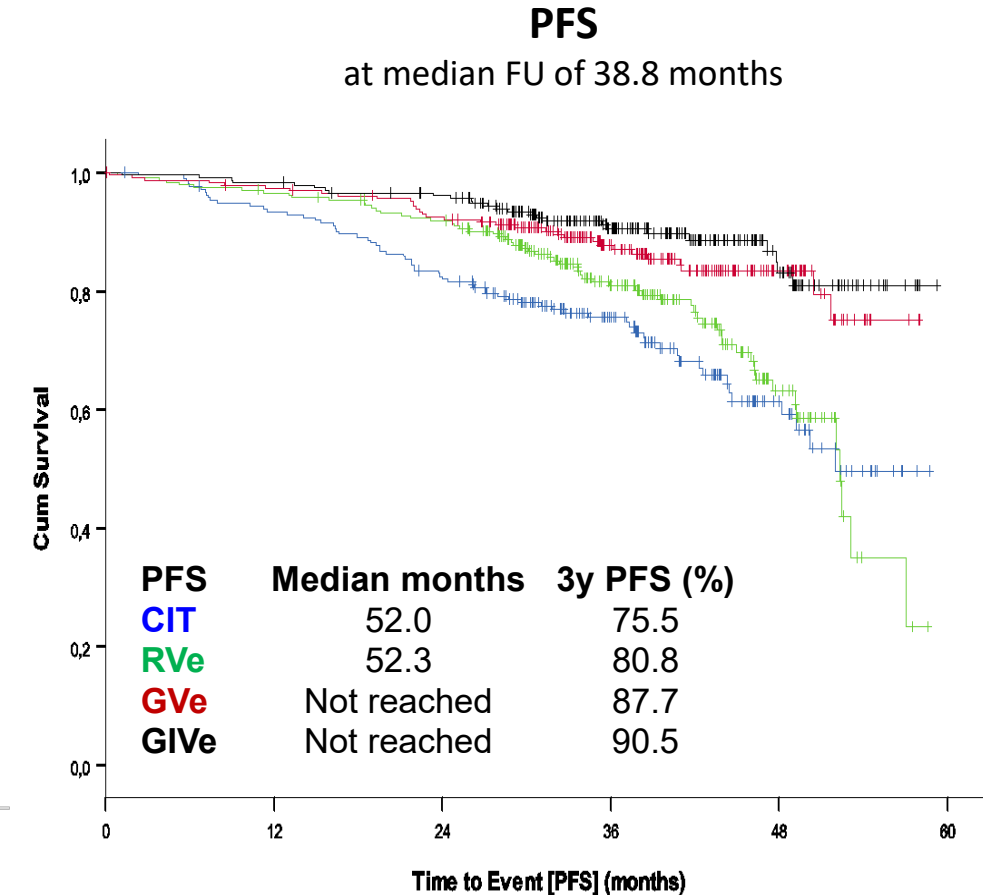 PFS
at median FU of 38.8 months
1,0
0,8
0,6
0,4
0,2
0,0
Cum Survival
PFS Median months 3y PFS (%)
CIT 52.0 75.5
RVe 52.3 80.8
GVe Not reached 87.7
GIVe Not reached 90.5
0 12 24 36 48 60
Time to Event [PFS] (months)